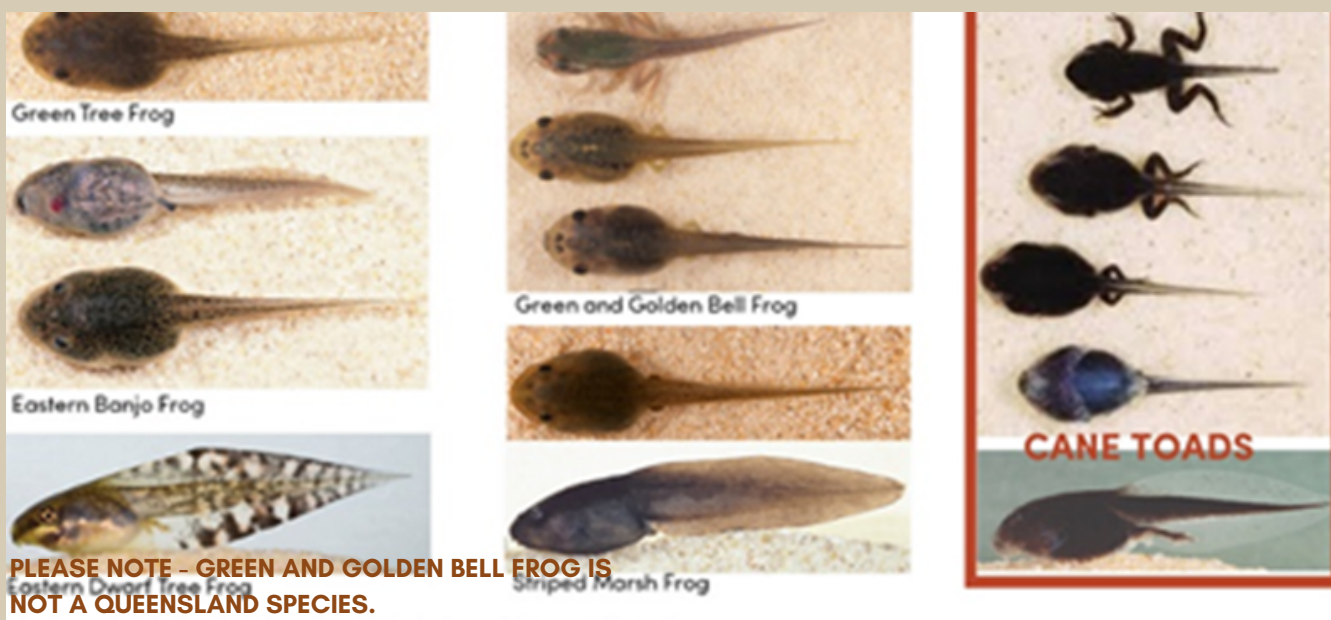 Green Tree Frog
Eastern Banjo Frog
Eastern Dwarf Tree Frog
Green and Golden Bell Frog
Striped Marsh Frog
CANE TOADS
PLEASE NOTE - GREEN AND GOLDEN BELL FROG IS
NOT A QUEENSLAND SPECIES.